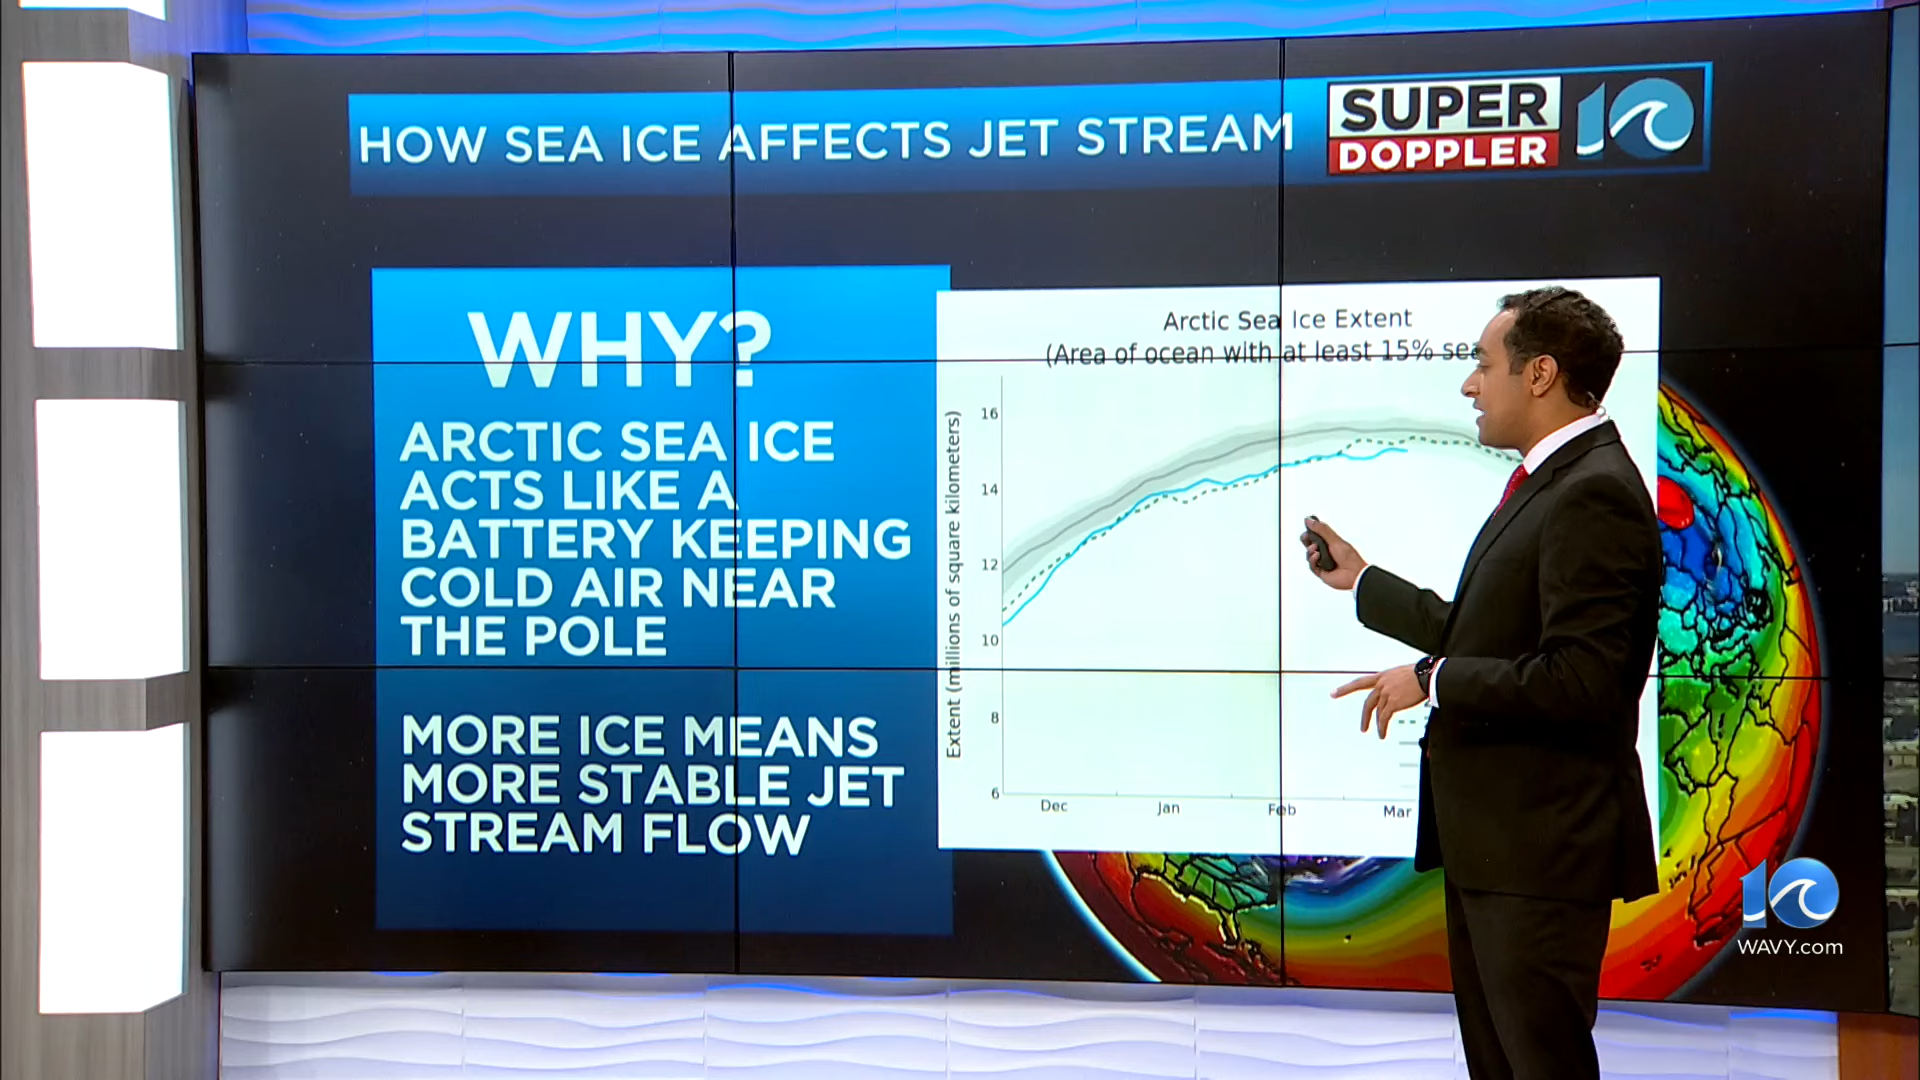 HOW SEA ICE AFFECTS JET STREAM
SUPER
DOPPLER
10
WHY?
ARCTIC SEA ICE
ACTS LIKE A
BATTERY KEEPING
COLD AIR NEAR
THE POLE
MORE ICE MEANS
MORE STABLE JET
STREAM FLOW
Arctic Sea Ice Extent
(Area of ocean with at least 15% sea
Extent (millions of square kilometers)
16
14
12
10
8
6
Dec
Jan
Feb
Mar
10
WAVY.com